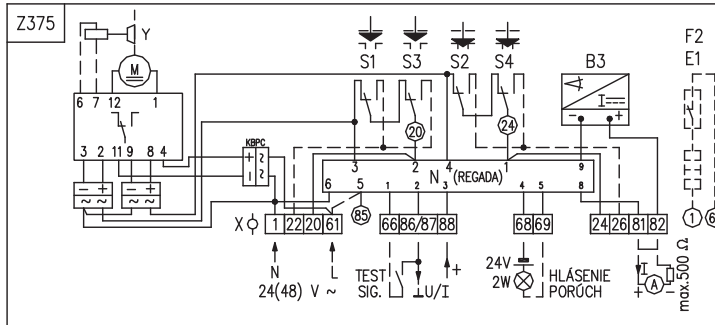 Z375
Y
M
6 7 12 1
3 2 11 9 8 4
− +
~ ~
− +
~ ~
KBPC
+ ~
− ~
S1 S3 S2 S4
20
24
B3
I
− +
F2
E1
3 2 4 1 9
N (REGADA)
6 5 1 2 3 4 5 8
X
1 22 20 61
85
66 86/87 88
68 69
24 26 81 82
1
6
N L
24(48) V ~
TEST
SIG.
U/I
+
24V
2W
HLÁSENIE
PORÚCH
I
+ A −
max.500 Ω